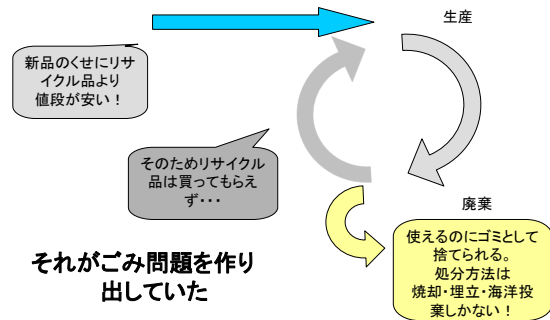 生産
新品のくせにリサ
イクル品より
値段が安い！
そのためリサイクル
品は買ってもらえ
ず・・・
廃棄
使えるのにゴミとして
捨てられる。
処分方法は
焼却・埋立・海洋投
棄しかない！
それがごみ問題を作り
出していた